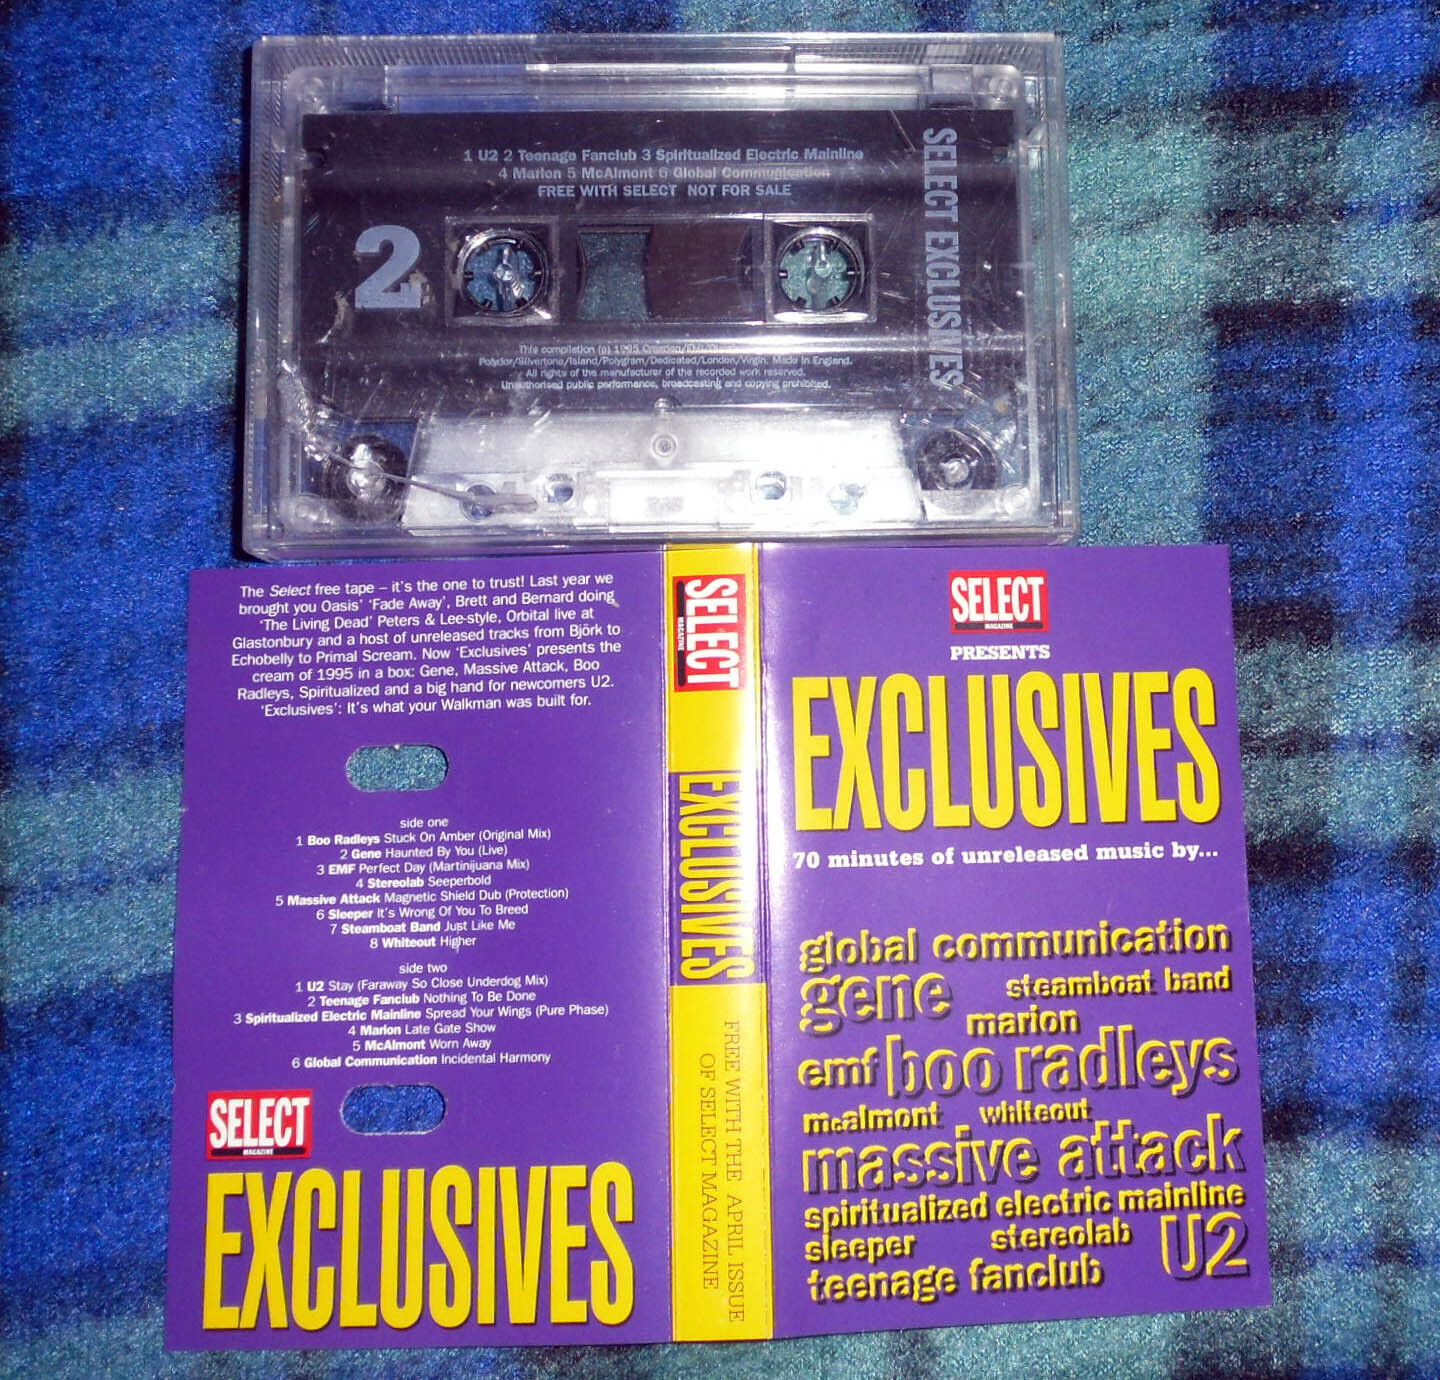 1 U2 2 Teenage Fanclub 3 Spiritualized Electric Mainline
4 Marion 5 McAlmont 6 Global Communication
FREE WITH SELECT NOT FOR SALE
2
SELECT EXCLUSIVES
This compilation (p) 1995 Creation/
Polydor/Silvertone/Island/Polygram/Dedicated/London/Virgin. Made in England.
All rights of the manufacturer of the recorded work reserved.
Unauthorised public performance, broadcasting and copying prohibited.
The Select free tape – it's the one to trust! Last year we
brought you Oasis' 'Fade Away', Brett and Bernard doing
'The Living Dead' Peters & Lee-style, Orbital live at
Glastonbury and a host of unreleased tracks from Björk to
Echobelly to Primal Scream. Now 'Exclusives' presents the
cream of 1995 in a box: Gene, Massive Attack, Boo
Radleys, Spiritualized and a big hand for newcomers U2.
'Exclusives': It's what your Walkman was built for.
side one
1 Boo Radleys Stuck On Amber (Original Mix)
2 Gene Haunted By You (Live)
3 EMF Perfect Day (Martinijuana Mix)
4 Stereolab Seeperbold
5 Massive Attack Magnetic Shield Dub (Protection)
6 Sleeper It's Wrong Of You To Breed
7 Steamboat Band Just Like Me
8 Whiteout Higher
side two
1 U2 Stay (Faraway So Close Underdog Mix)
2 Teenage Fanclub Nothing To Be Done
3 Spiritualized Electric Mainline Spread Your Wings (Pure Phase)
4 Marion Late Gate Show
5 McAlmont Worn Away
6 Global Communication Incidental Harmony
SELECT
MAGAZINE
EXCLUSIVES
SELECT
MAGAZINE
EXCLUSIVES
FREE WITH THE APRIL ISSUE
OF SELECT MAGAZINE
SELECT
MAGAZINE
PRESENTS
EXCLUSIVES
70 minutes of unreleased music by...
global communication
gene steamboat band
marion
emf boo radleys
mcalmont whiteout
massive attack
spiritualized electric mainline
sleeper stereolab U2
teenage fanclub